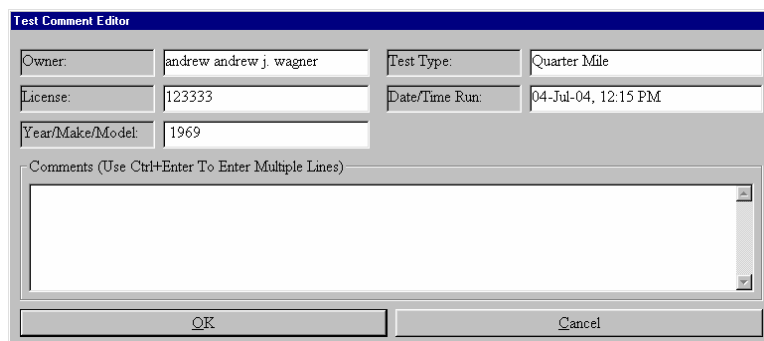 Test Comment Editor
Owner: andrew andrew j. wagner Test Type: Quarter Mile
License: 123333 Date/Time Run: 04-Jul-04, 12:15 PM
Year/Make/Model: 1969
Comments (Use Ctrl+Enter To Enter Multiple Lines)
OK Cancel